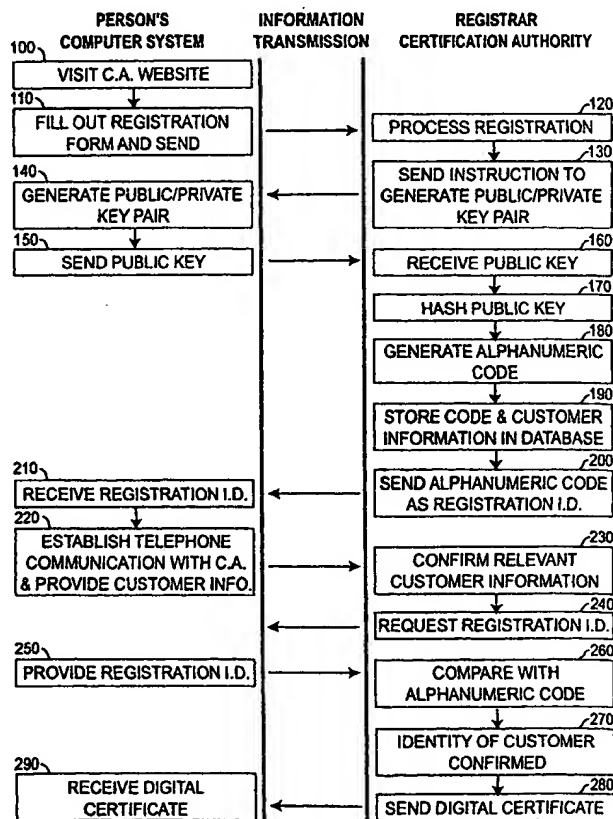 PERSON'S
COMPUTER SYSTEM
INFORMATION
TRANSMISSION
REGISTRAR
CERTIFICATION AUTHORITY
100
VISIT C.A. WEBSITE
110
FILL OUT REGISTRATION
FORM AND SEND
120
PROCESS REGISTRATION
130
SEND INSTRUCTION TO
GENERATE PUBLIC/PRIVATE
KEY PAIR
140
GENERATE PUBLIC/PRIVATE
KEY PAIR
150
SEND PUBLIC KEY
160
RECEIVE PUBLIC KEY
170
HASH PUBLIC KEY
180
GENERATE ALPHANUMERIC
CODE
190
STORE CODE & CUSTOMER
INFORMATION IN DATABASE
200
SEND ALPHANUMERIC CODE
AS REGISTRATION I.D.
210
RECEIVE REGISTRATION I.D.
220
ESTABLISH TELEPHONE
COMMUNICATION WITH C.A.
& PROVIDE CUSTOMER INFO.
230
CONFIRM RELEVANT
CUSTOMER INFORMATION
240
REQUEST REGISTRATION I.D.
250
PROVIDE REGISTRATION I.D.
260
COMPARE WITH
ALPHANUMERIC CODE
270
IDENTITY OF CUSTOMER
CONFIRMED
280
SEND DIGITAL CERTIFICATE
290
RECEIVE DIGITAL
CERTIFICATE